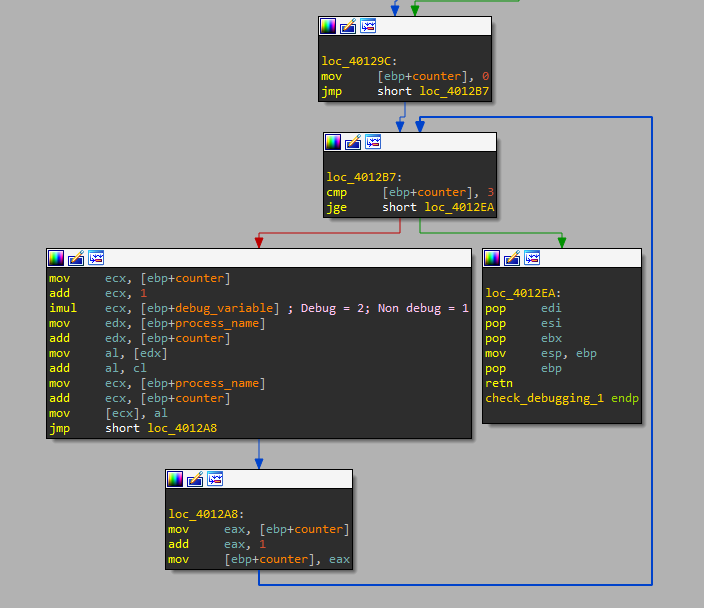 loc_40129C:
mov     [ebp+counter], 0
jmp     short loc_4012B7
loc_4012B7:
cmp     [ebp+counter], 3
jge     short loc_4012EA
mov     ecx, [ebp+counter]
add     ecx, 1
imul    ecx, [ebp+debug_variable] ; Debug = 2; Non debug = 1
mov     edx, [ebp+process_name]
add     edx, [ebp+counter]
mov     al, [edx]
add     al, cl
mov     ecx, [ebp+process_name]
add     ecx, [ebp+counter]
mov     [ecx], al
jmp     short loc_4012A8
loc_4012EA:
pop     edi
pop     esi
pop     ebx
mov     esp, ebp
pop     ebp
retn
check_debugging_1 endp
loc_4012A8:
mov     eax, [ebp+counter]
add     eax, 1
mov     [ebp+counter], eax